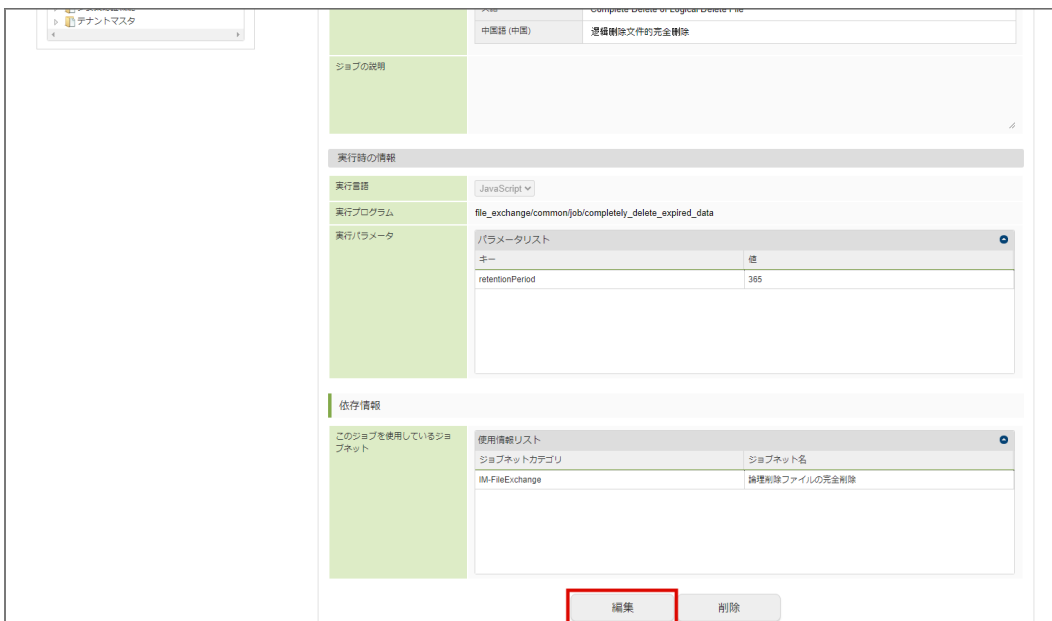 テナントマスタ
Complete Delete of Logical Delete File
中国語 (中国)
逻辑删除文件的完全删除
ジョブの説明
実行時の情報
実行言語
JavaScript
実行プログラム
file_exchange/common/job/completely_delete_expired_data
実行パラメータ
パラメータリスト
キー
値
retentionPeriod
365
依存情報
このジョブを使用しているジョ
ブネット
使用情報リスト
ジョブネットカテゴリ
ジョブネット名
IM-FileExchange
論理削除ファイルの完全削除
編集
削除